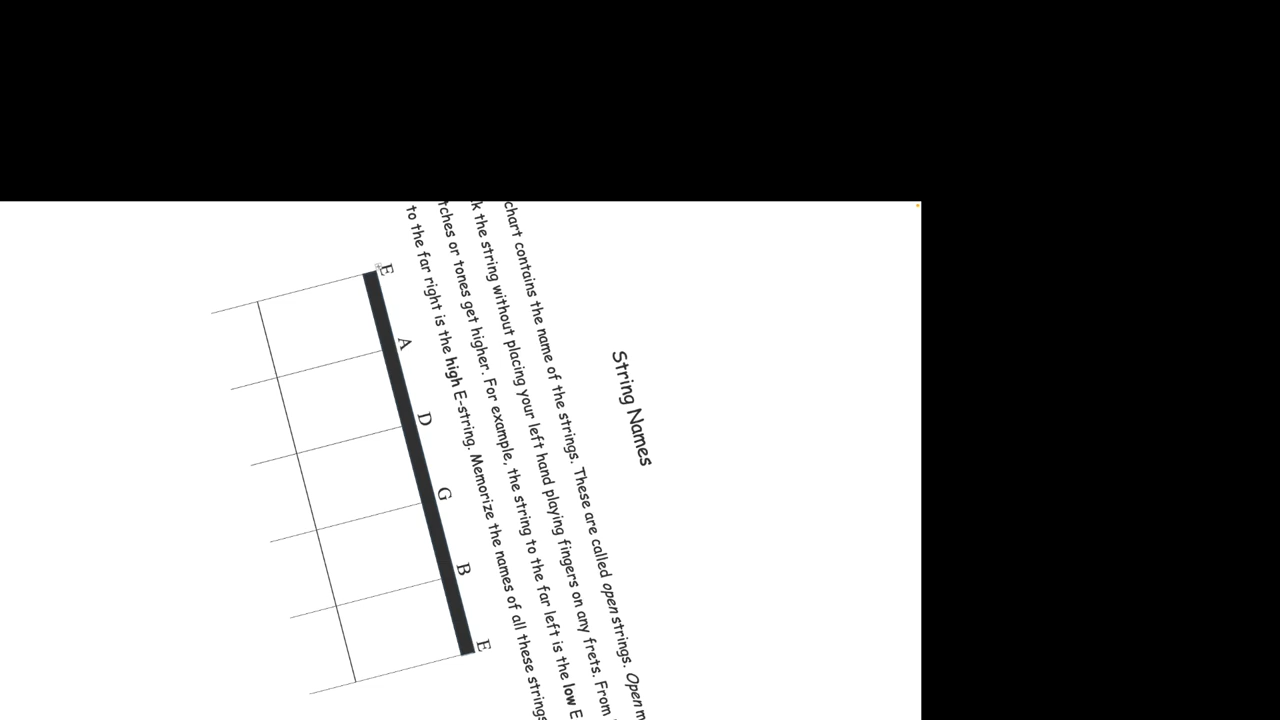 String Names
chart contains the name of the strings. These are called open strings. Open
the string without placing your left hand playing fingers on any frets. From
or tones get higher. For example, the string to the far left is the low E
to the far right is the high E-string. Memorize the names of all these strings
E A D G B E